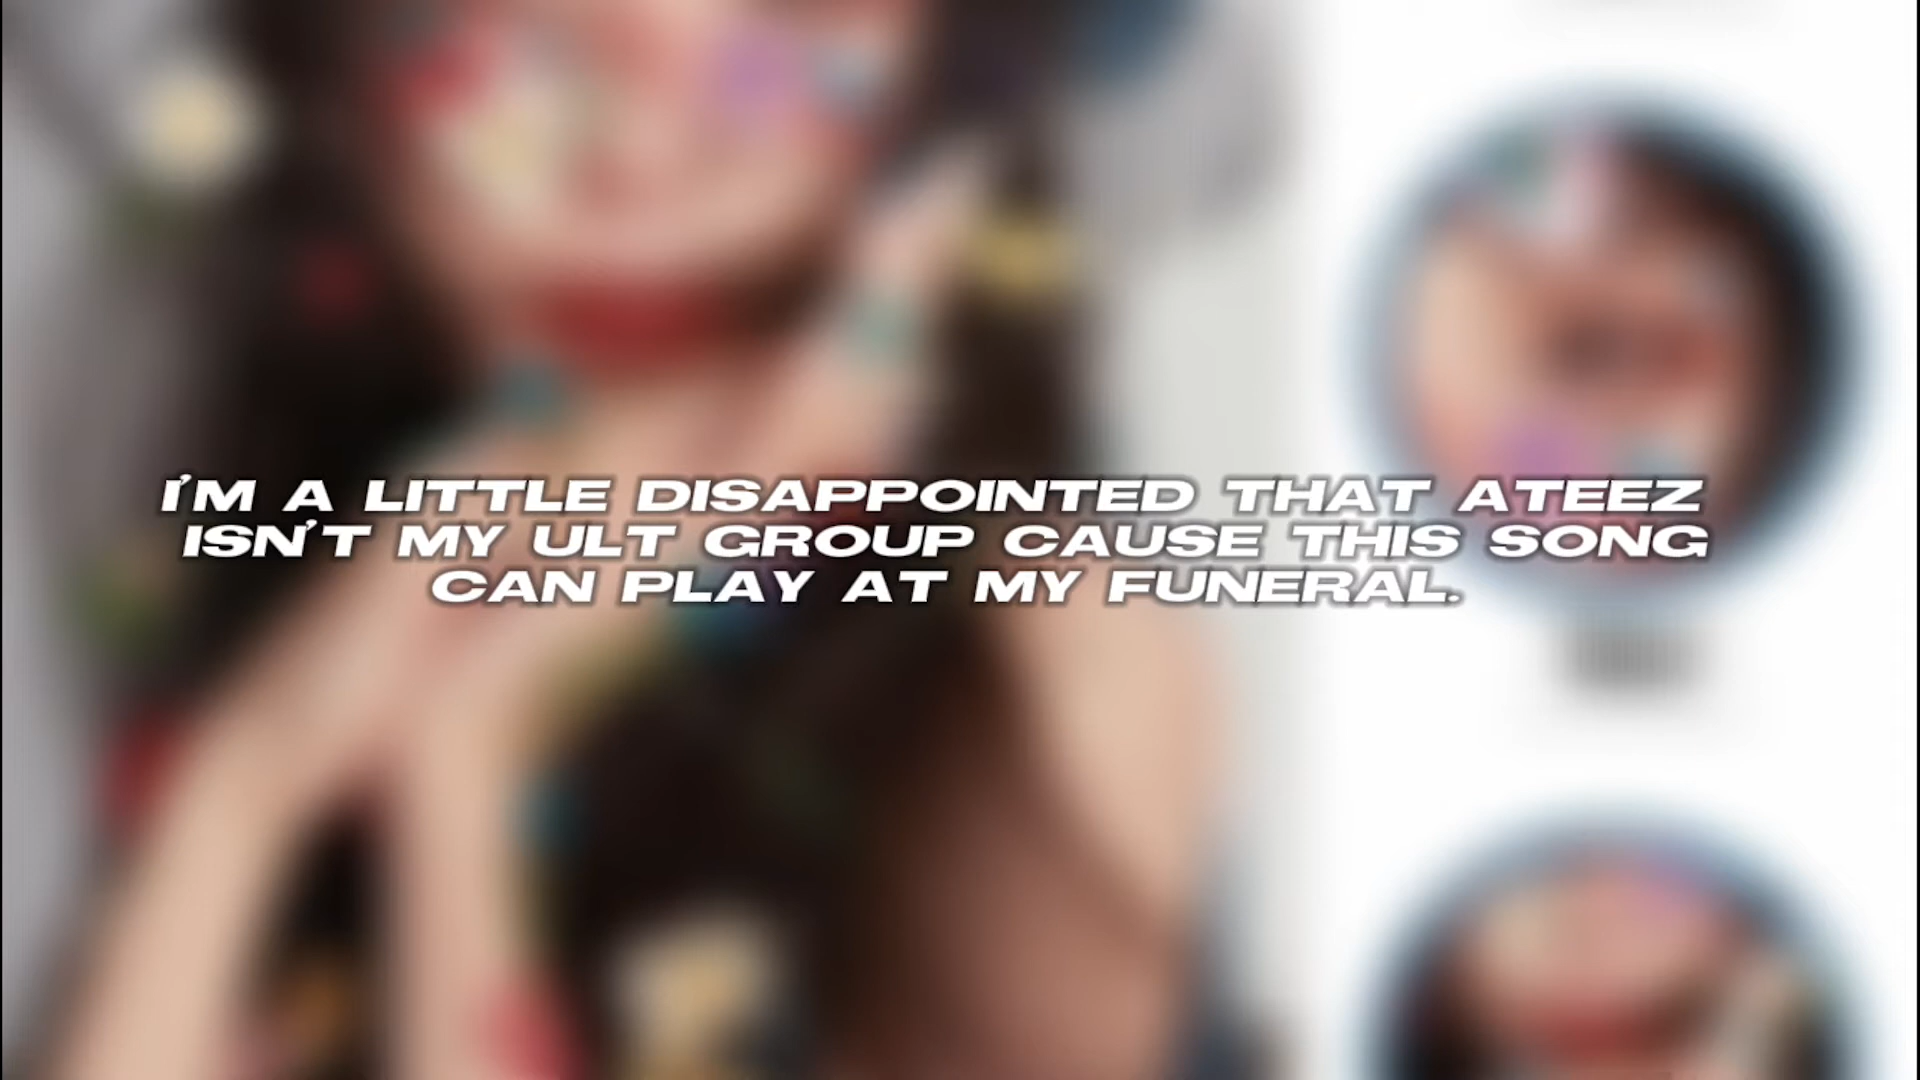 I'M A LITTLE DISAPPOINTED THAT ATEEZ
ISN'T MY ULT GROUP CAUSE THIS SONG
CAN PLAY AT MY FUNERAL.